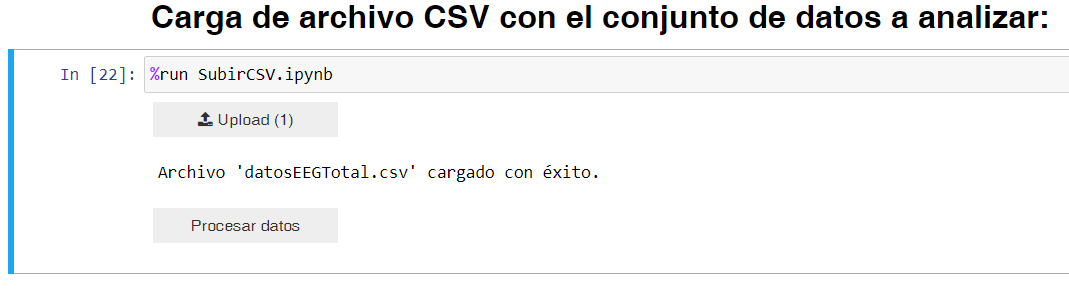 Carga de archivo CSV con el conjunto de datos a analizar:
In [22]: %run SubirCSV.ipynb
Upload (1)
Archivo 'datosEEGTotal.csv' cargado con éxito.
Procesar datos